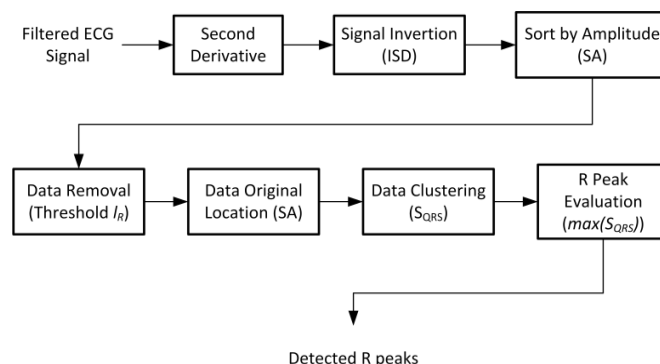 Filtered ECG
Signal
Second
Derivative
Signal Invertion
(ISD)
Sort by Amplitude
(SA)
Data Removal
(Threshold lR)
Data Original
Location (SA)
Data Clustering
(SQRS)
R Peak
Evaluation
(max(SQRS))
Detected R peaks